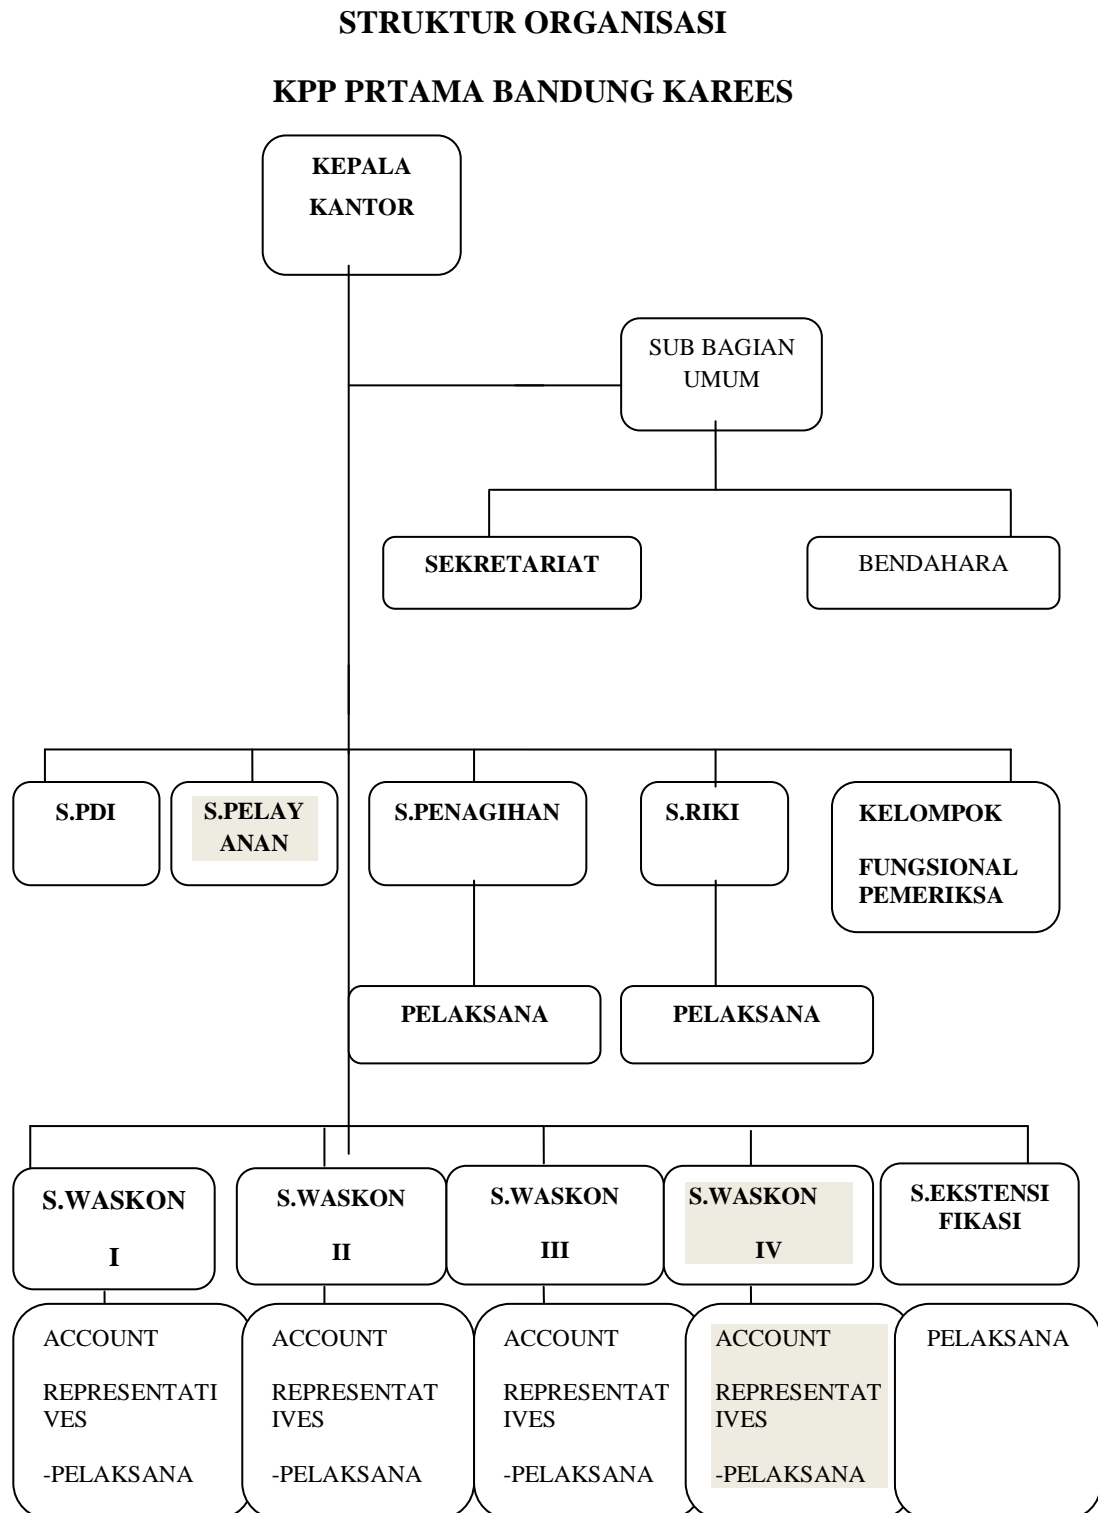 STRUKTUR ORGANISASI
KPP PRTAMA BANDUNG KAREES
KEPALA
KANTOR
SUB BAGIAN
UMUM
SEKRETARIAT
BENDAHARA
S.PDI
S.PELAY
ANAN
S.PENAGIHAN
S.RIKI
KELOMPOK
FUNGSIONAL
PEMERIKSA
PELAKSANA
PELAKSANA
S.WASKON
I
S.WASKON
II
S.WASKON
III
S.WASKON
IV
S.EKSTENSI
FIKASI
ACCOUNT
REPRESENTATI
VES
-PELAKSANA
ACCOUNT
REPRESENTAT
IVES
-PELAKSANA
ACCOUNT
REPRESENTAT
IVES
-PELAKSANA
ACCOUNT
REPRESENTAT
IVES
-PELAKSANA
PELAKSANA